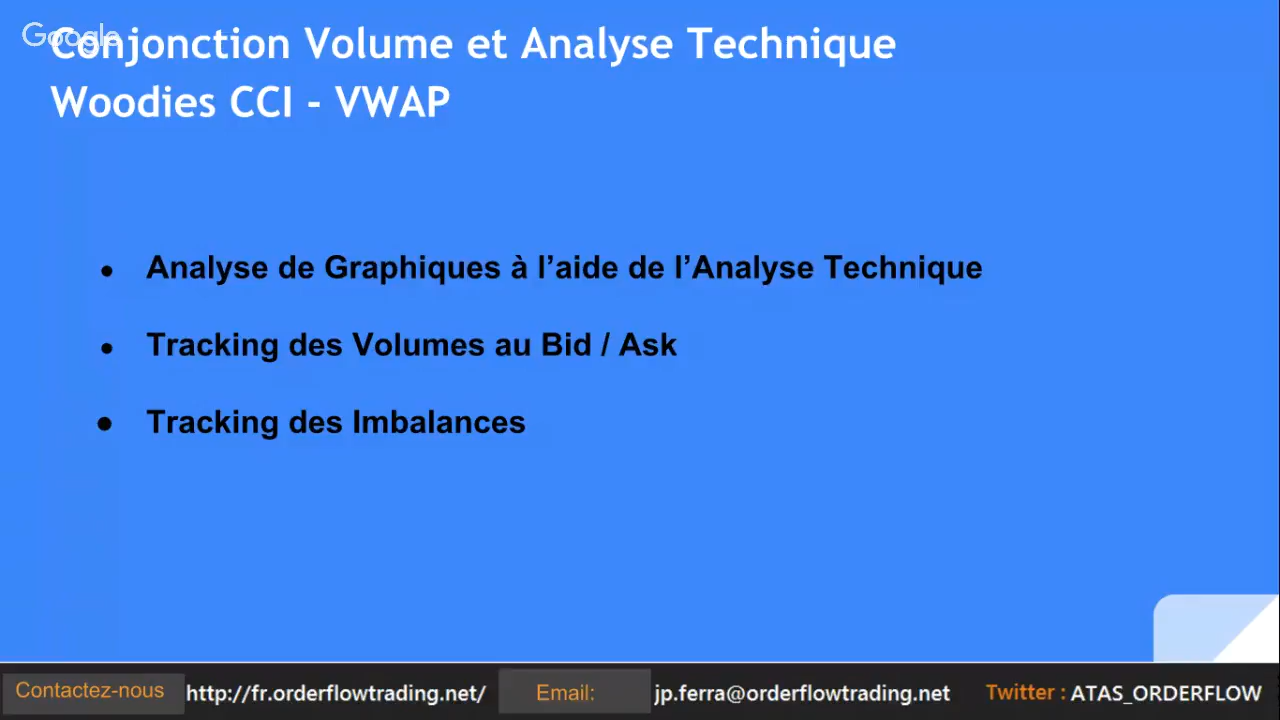 Google
Conjonction Volume et Analyse Technique
Woodies CCI - VWAP
● Analyse de Graphiques à l’aide de l’Analyse Technique
● Tracking des Volumes au Bid / Ask
● Tracking des Imbalances
Contactez-nous http://fr.orderflowtrading.net/ Email: jp.ferra@orderflowtrading.net Twitter : ATAS_ORDERFLOW